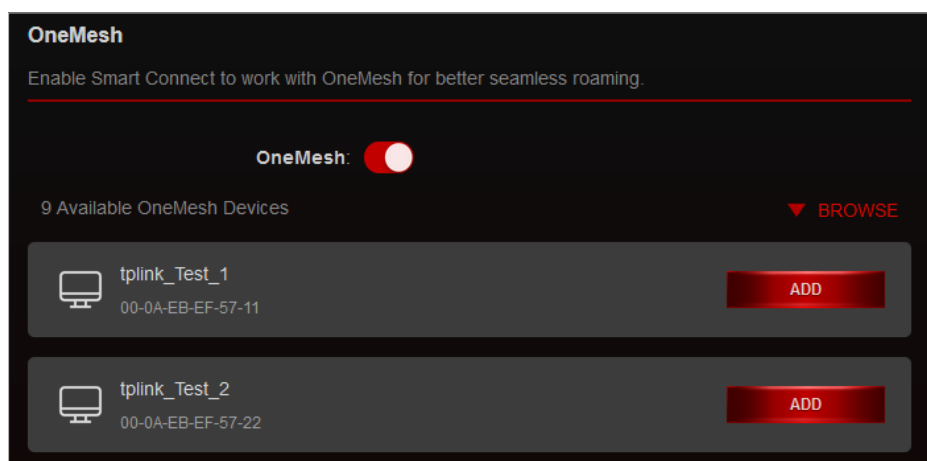 OneMesh
Enable Smart Connect to work with OneMesh for better seamless roaming.
OneMesh:
9 Available OneMesh Devices
BROWSE
tplink_Test_1
00-0A-EB-EF-57-11
ADD
tplink_Test_2
00-0A-EB-EF-57-22
ADD